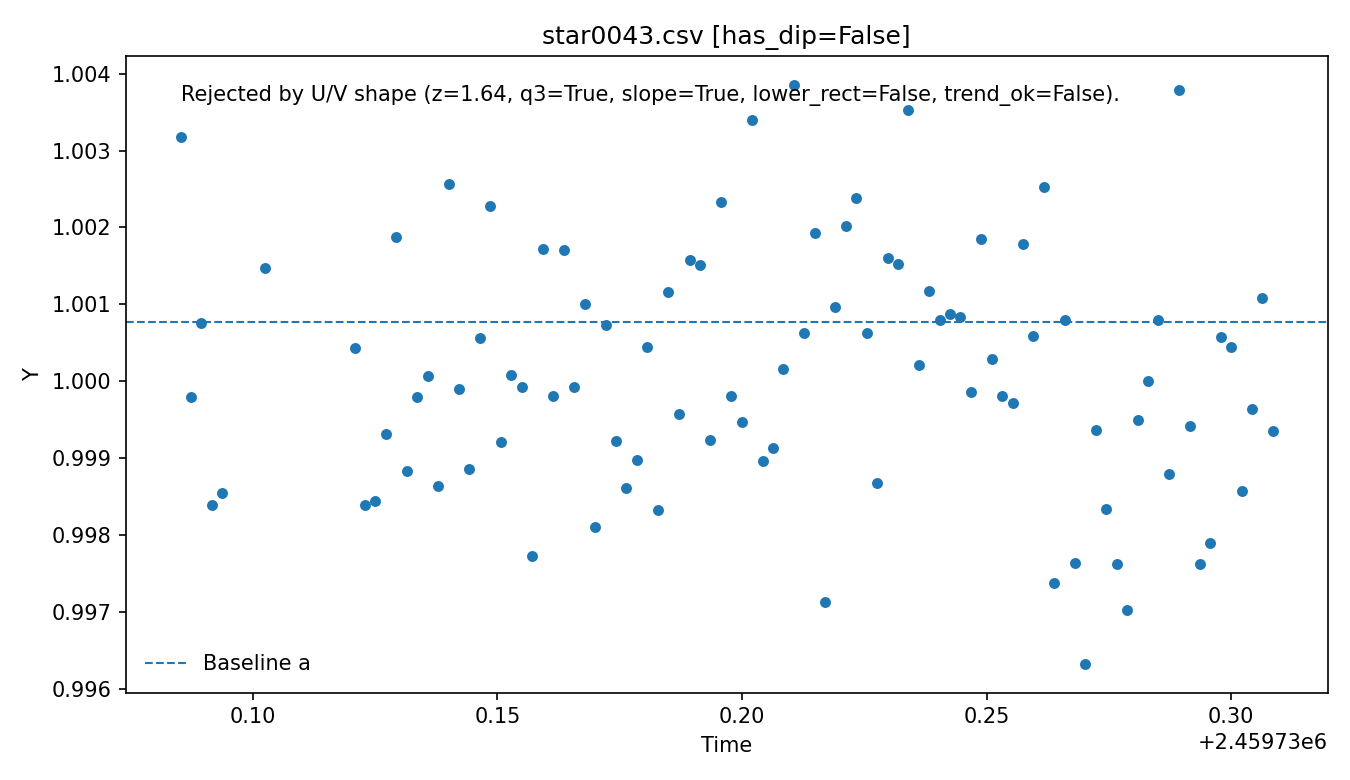 star0043.csv [has_dip=False]
Rejected by U/V shape (z=1.64, q3=True, slope=True, lower_rect=False, trend_ok=False).
1.004
1.003
1.002
1.001
1.000
0.999
0.998
0.997
0.996
Y
Baseline a
0.10 0.15 0.20 0.25 0.30
Time
+2.45973e6